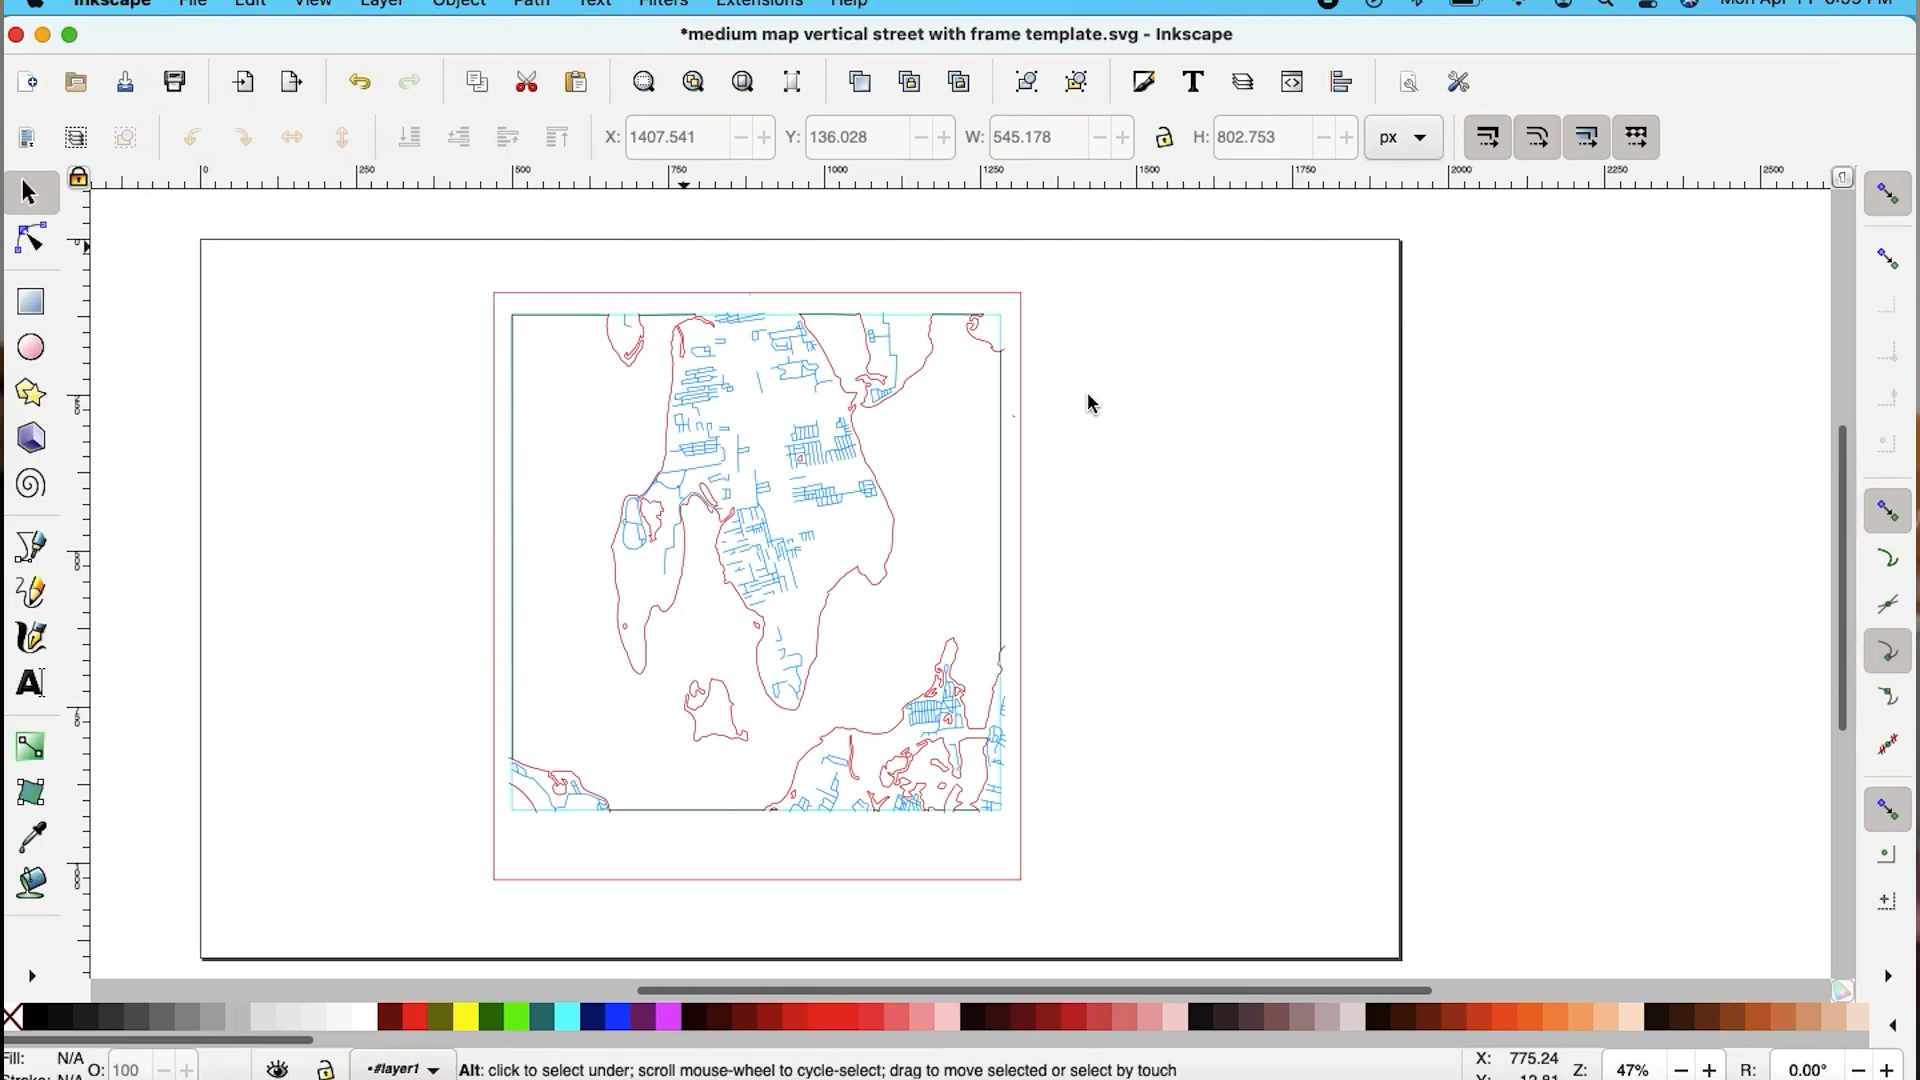 Inkscape File Edit View Layer Object Path Text Filters Extensions Help
*medium map vertical street with frame template.svg - Inkscape
X: 1407.541 Y: 136.028 W: 545.178 H: 802.753 px
0 250 500 750 1000 1250 1500 1750 2000 2250 2500
Fill: N/A O: 100 #layer1 Alt: click to select under; scroll mouse-wheel to cycle-select; drag to move selected or select by touch X: 775.24 Z: 47% R: 0.00°